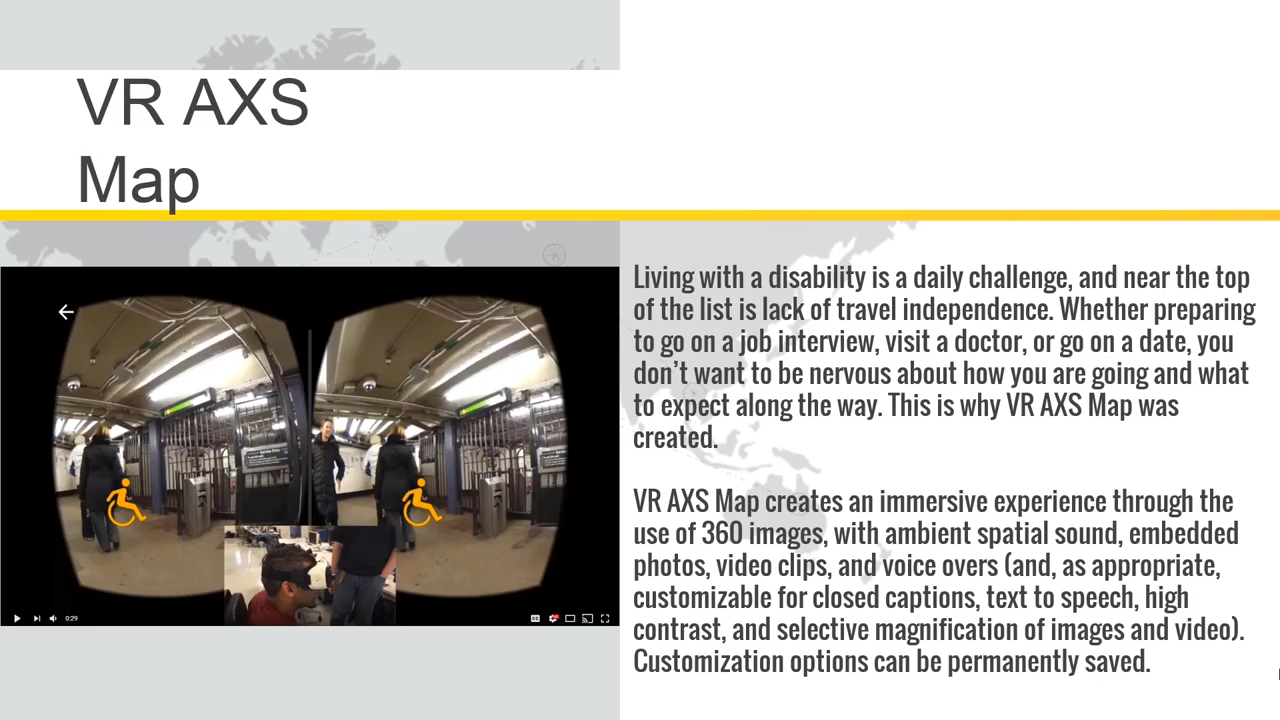 VR AXS
Map
Living with a disability is a daily challenge, and near the top
of the list is lack of travel independence. Whether preparing
to go on a job interview, visit a doctor, or go on a date, you
don’t want to be nervous about how you are going and what
to expect along the way. This is why VR AXS Map was
created.
VR AXS Map creates an immersive experience through the
use of 360 images, with ambient spatial sound, embedded
photos, video clips, and voice overs (and, as appropriate,
customizable for closed captions, text to speech, high
contrast, and selective magnification of images and video).
Customization options can be permanently saved.
0:29